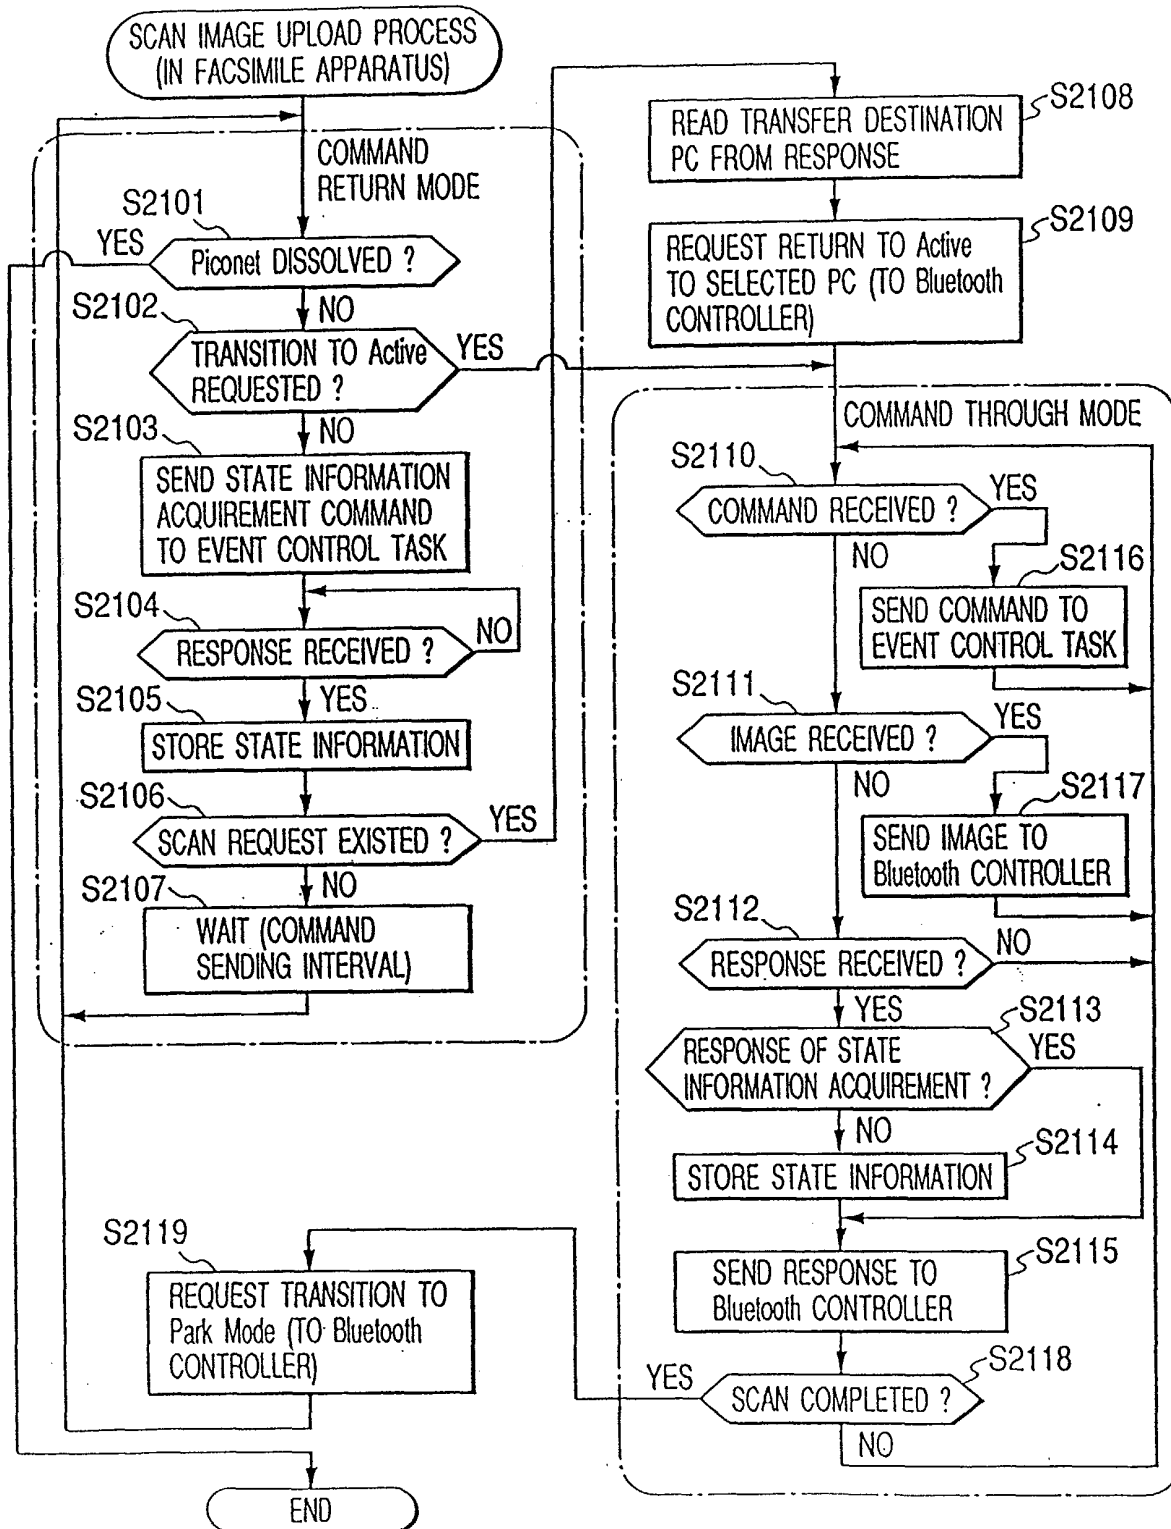 SCAN IMAGE UPLOAD PROCESS
(IN FACSIMILE APPARATUS)
COMMAND
RETURN MODE
S2101
YES
Piconet DISSOLVED ?
NO
S2102
TRANSITION TO Active
REQUESTED ?
YES
NO
S2103
SEND STATE INFORMATION
ACQUIREMENT COMMAND
TO EVENT CONTROL TASK
S2104
RESPONSE RECEIVED ?
NO
YES
S2105
STORE STATE INFORMATION
S2106
SCAN REQUEST EXISTED ?
YES
NO
S2107
WAIT (COMMAND
SENDING INTERVAL)
S2108
READ TRANSFER DESTINATION
PC FROM RESPONSE
S2109
REQUEST RETURN TO Active
TO SELECTED PC (TO Bluetooth
CONTROLLER)
COMMAND THROUGH MODE
S2110
COMMAND RECEIVED ?
YES
NO
S2116
SEND COMMAND TO
EVENT CONTROL TASK
S2111
IMAGE RECEIVED ?
YES
NO
S2117
SEND IMAGE TO
Bluetooth CONTROLLER
S2112
RESPONSE RECEIVED ?
NO
YES
S2113
RESPONSE OF STATE
INFORMATION ACQUIREMENT ?
YES
NO
S2114
STORE STATE INFORMATION
S2115
SEND RESPONSE TO
Bluetooth CONTROLLER
S2118
SCAN COMPLETED ?
YES
NO
S2119
REQUEST TRANSITION TO
Park Mode (TO Bluetooth
CONTROLLER)
END